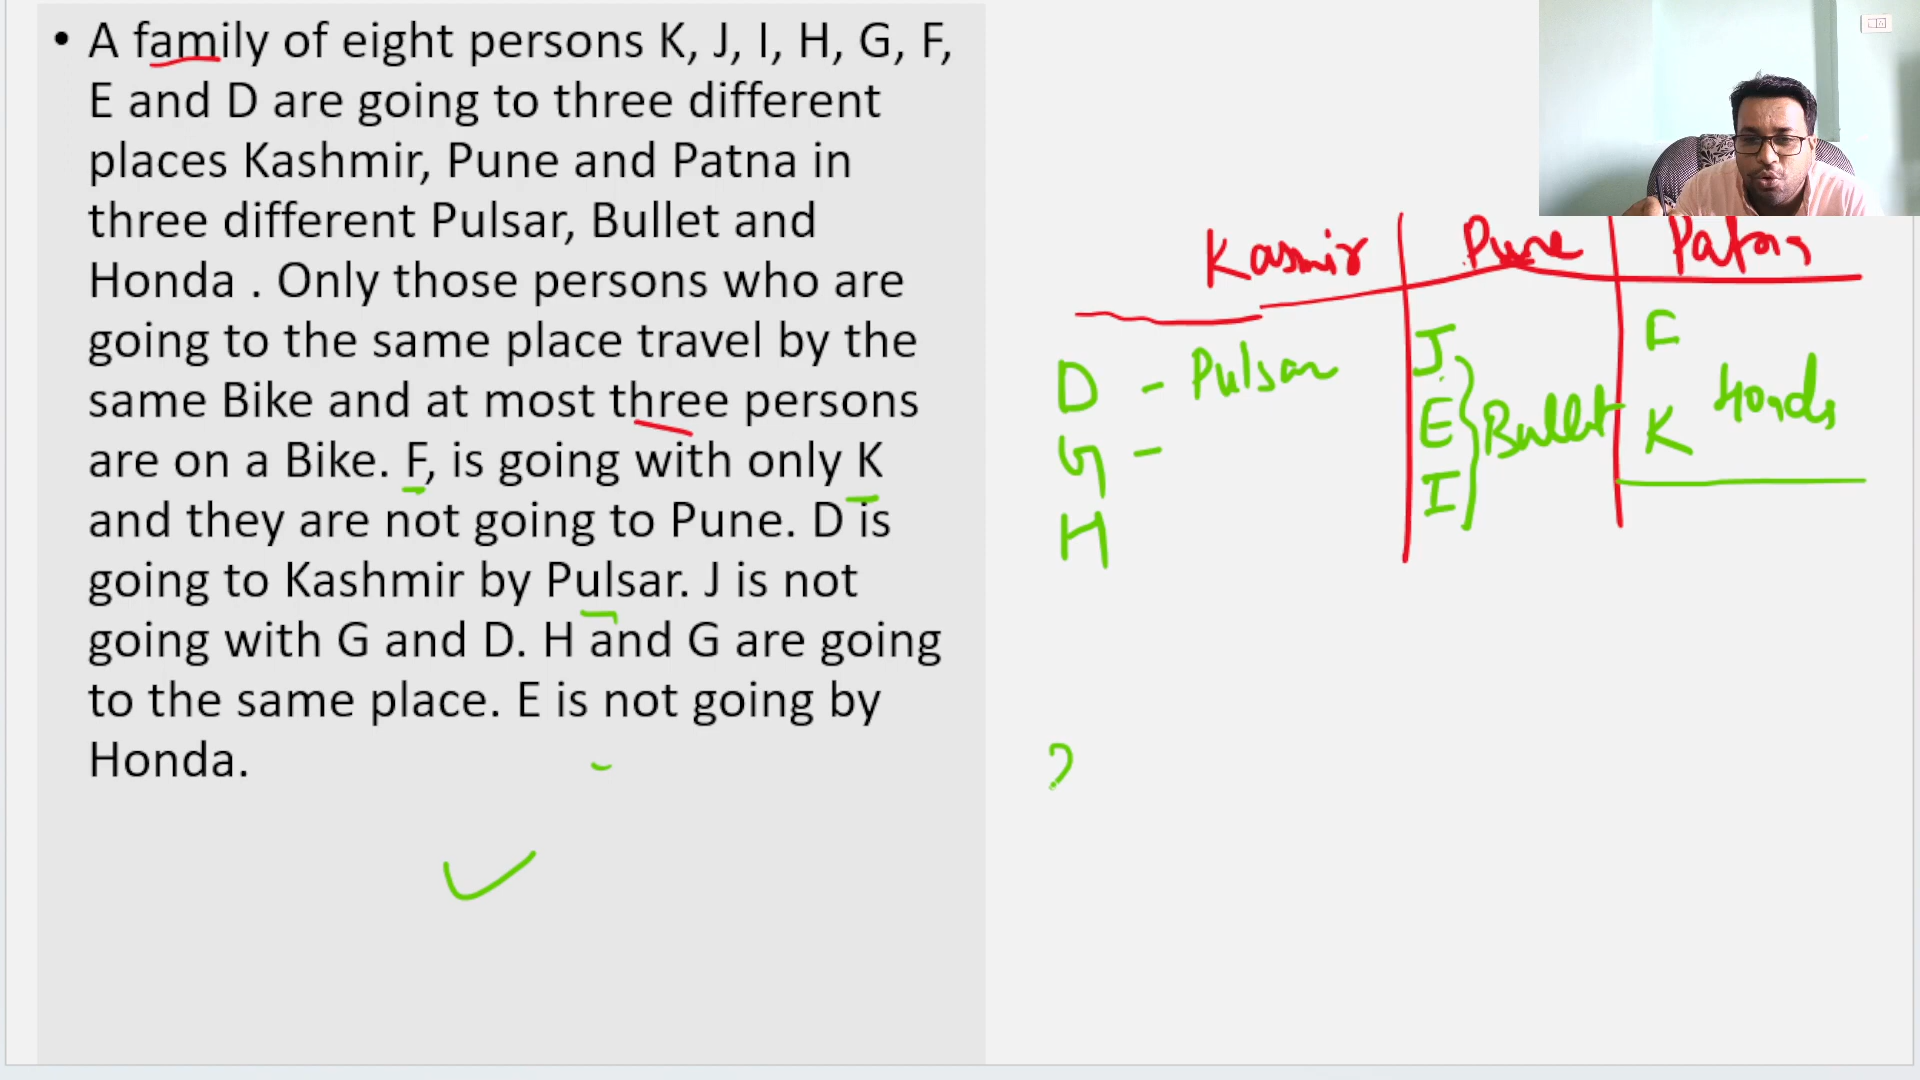 • A family of eight persons K, J, I, H, G, F,
E and D are going to three different
places Kashmir, Pune and Patna in
three different Pulsar, Bullet and
Honda . Only those persons who are
going to the same place travel by the
same Bike and at most three persons
are on a Bike. F, is going with only K
and they are not going to Pune. D is
going to Kashmir by Pulsar. J is not
going with G and D. H and G are going
to the same place. E is not going by
Honda.
Kasmir Pune Patna
D - Pulsar
G -
H
J
E
I
Bullet
F
K
Honda